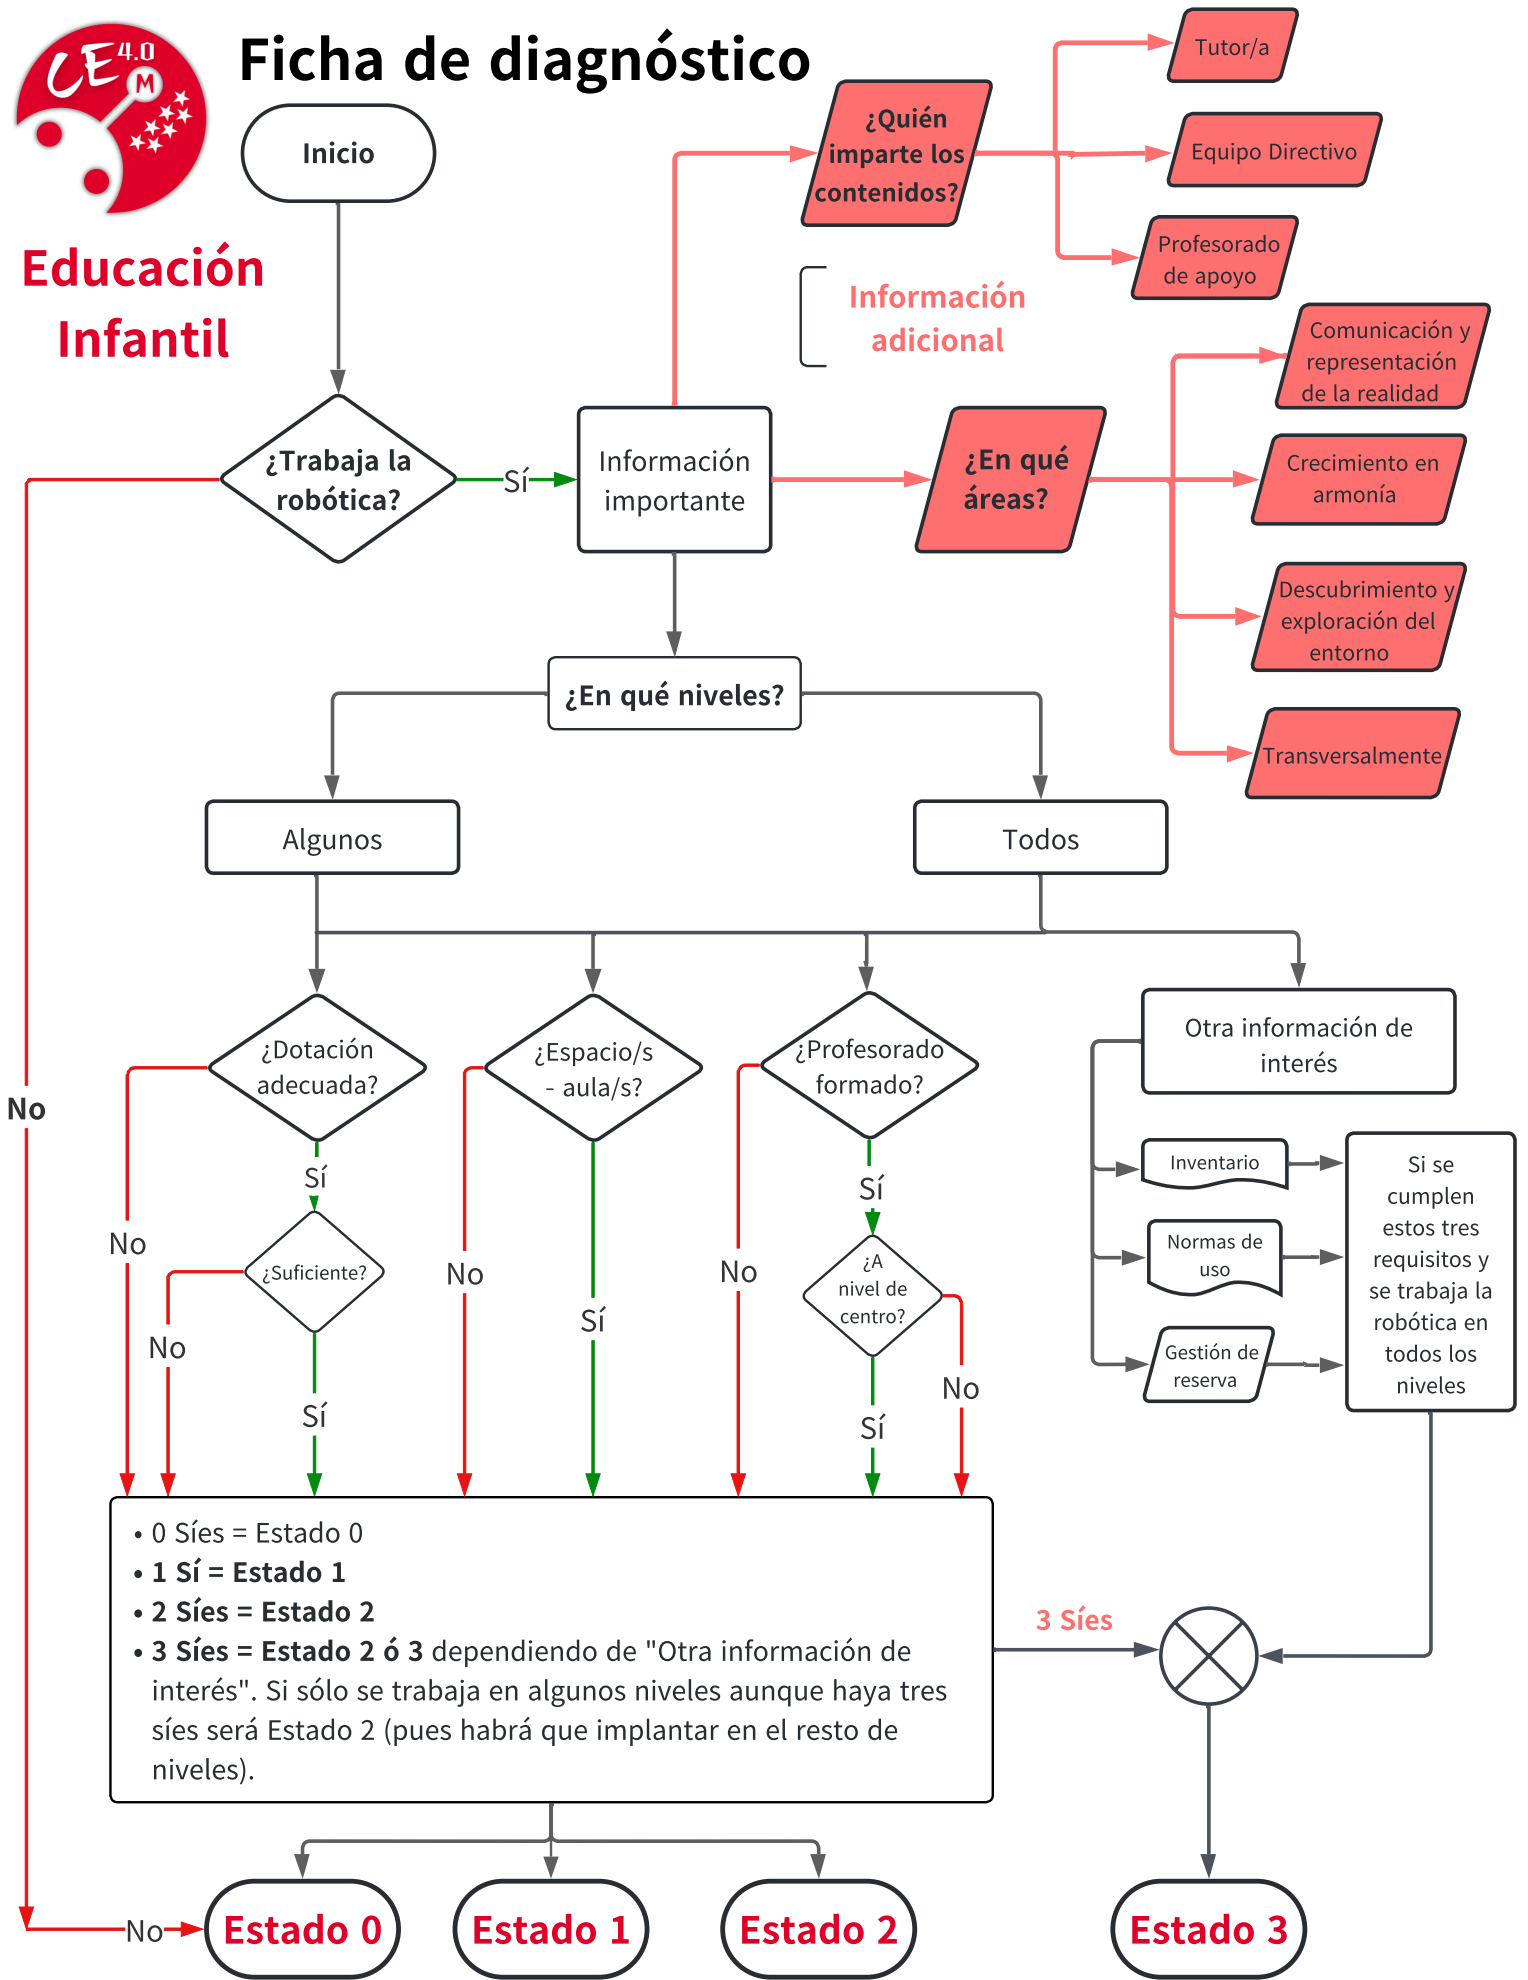 CE 4.0
M
Ficha de diagnóstico
Educación
Infantil
Inicio
¿Quién
imparte los
contenidos?
Tutor/a
Equipo Directivo
Profesorado
de apoyo
Información
adicional
¿Trabaja la
robótica?
Sí
Información
importante
¿En qué
áreas?
Comunicación y
representación
de la realidad
Crecimiento en
armonía
Descubrimiento y
exploración del
entorno
Transversalmente
¿En qué niveles?
Algunos
Todos
No
¿Dotación
adecuada?
¿Espacio/s
- aula/s?
¿Profesorado
formado?
Otra información de
interés
Sí
Sí
No
¿Suficiente?
No
Sí
No
Sí
No
¿A
nivel de
centro?
No
Sí
Inventario
Normas de
uso
Gestión de
reserva
Si se
cumplen
estos tres
requisitos y
se trabaja la
robótica en
todos los
niveles
• 0 Síes = Estado 0
• 1 Sí = Estado 1
• 2 Síes = Estado 2
• 3 Síes = Estado 2 ó 3 dependiendo de "Otra información de
interés". Si sólo se trabaja en algunos niveles aunque haya tres
síes será Estado 2 (pues habrá que implantar en el resto de
niveles).
3 Síes
No
Estado 0
Estado 1
Estado 2
Estado 3